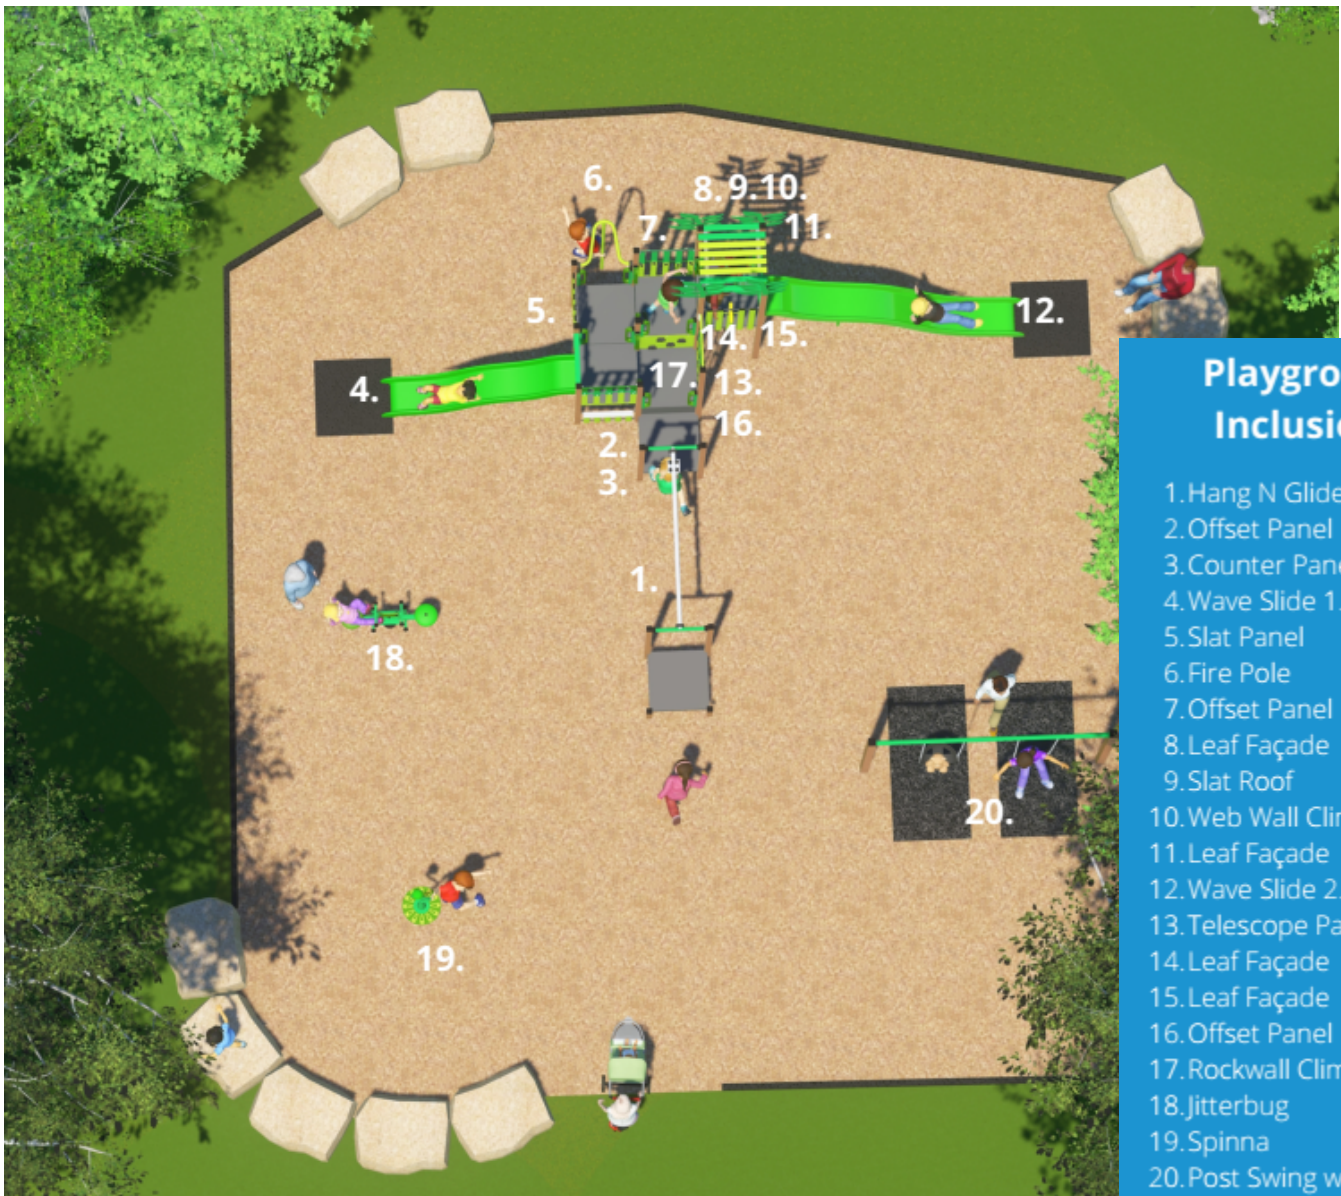 6.
8. 9. 10.
7.
11.
5.
12.
14. 15.
4.
17. 13.
16.
2.
3.
1.
18.
20.
19.
Playgro
Inclusi
1. Hang N Glide
2. Offset Panel
3. Counter Pan
4. Wave Slide 1
5. Slat Panel
6. Fire Pole
7. Offset Panel
8. Leaf Façade
9. Slat Roof
10. Web Wall Clim
11. Leaf Façade
12. Wave Slide 2.
13. Telescope Pa
14. Leaf Façade
15. Leaf Façade
16. Offset Panel
17. Rockwall Clim
18. Jitterbug
19. Spinna
20. Post Swing w